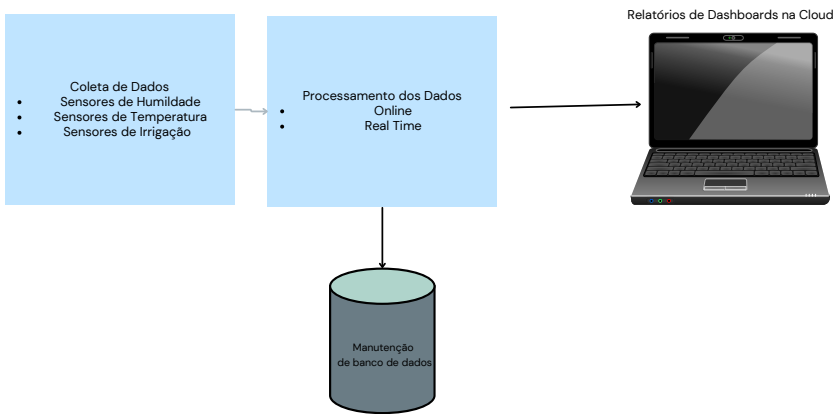 Relatórios de Dashboards na Cloud
Coleta de Dados
• Sensores de Humildade
• Sensores de Temperatura
• Sensores de Irrigação
Processamento dos Dados
• Online
• Real Time
Manutenção
de banco de dados